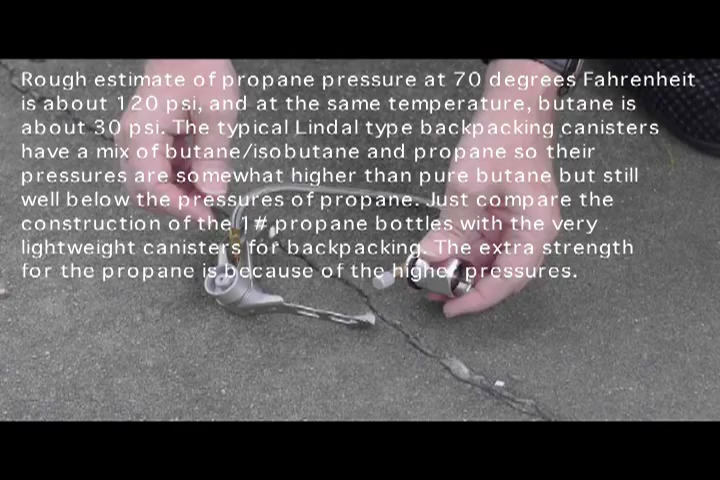 Rough estimate of propane pressure at 70 degrees Fahrenheit
is about 120 psi, and at the same temperature, butane is
about 30 psi. The typical Lindal type backpacking canisters
have a mix of butane/isobutane and propane so their
pressures are somewhat higher than pure butane but still
well below the pressures of propane. Just compare the
construction of the 1# propane bottles with the very
lightweight canisters for backpacking. The extra strength
for the propane is because of the higher pressures.